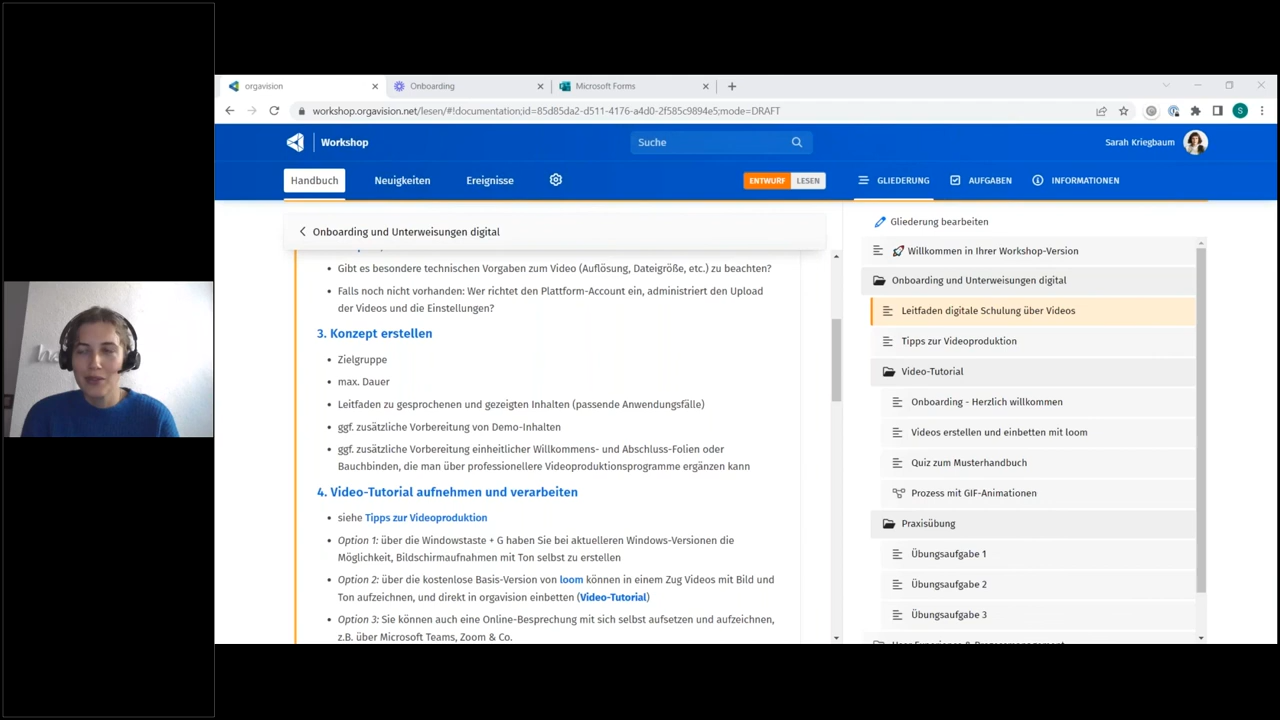 orgavision
Onboarding
Microsoft Forms
workshop.orgavision.net/lesen/#!documentation;id=85d85da2-d511-4176-a4d0-2f585c9894e5;mode=DRAFT
S
Workshop
Suche
Sarah Kriegbaum
Handbuch
Neuigkeiten
Ereignisse
ENTWURF
LESEN
GLIEDERUNG
AUFGABEN
INFORMATIONEN
Onboarding und Unterweisungen digital
Gibt es besondere technischen Vorgaben zum Video (Auflösung, Dateigröße, etc.) zu beachten?
Falls noch nicht vorhanden: Wer richtet den Plattform-Account ein, administriert den Upload
der Videos und die Einstellungen?
3. Konzept erstellen
Zielgruppe
max. Dauer
Leitfaden zu gesprochenen und gezeigten Inhalten (passende Anwendungsfälle)
ggf. zusätzliche Vorbereitung von Demo-Inhalten
ggf. zusätzliche Vorbereitung einheitlicher Willkommens- und Abschluss-Folien oder
Bauchbinden, die man über professionellere Videoproduktionsprogramme ergänzen kann
4. Video-Tutorial aufnehmen und verarbeiten
siehe Tipps zur Videoproduktion
Option 1: über die Windowstaste + G haben Sie bei aktuelleren Windows-Versionen die
Möglichkeit, Bildschirmaufnahmen mit Ton selbst zu erstellen
Option 2: über die kostenlose Basis-Version von loom können in einem Zug Videos mit Bild und
Ton aufzeichnen, und direkt in orgavision einbetten (Video-Tutorial)
Option 3: Sie können auch eine Online-Besprechung mit sich selbst aufsetzen und aufzeichnen,
z.B. über Microsoft Teams, Zoom & Co.
Gliederung bearbeiten
Willkommen in Ihrer Workshop-Version
Onboarding und Unterweisungen digital
Leitfaden digitale Schulung über Videos
Tipps zur Videoproduktion
Video-Tutorial
Onboarding - Herzlich willkommen
Videos erstellen und einbetten mit loom
Quiz zum Musterhandbuch
Prozess mit GIF-Animationen
Praxisübung
Übungsaufgabe 1
Übungsaufgabe 2
Übungsaufgabe 3